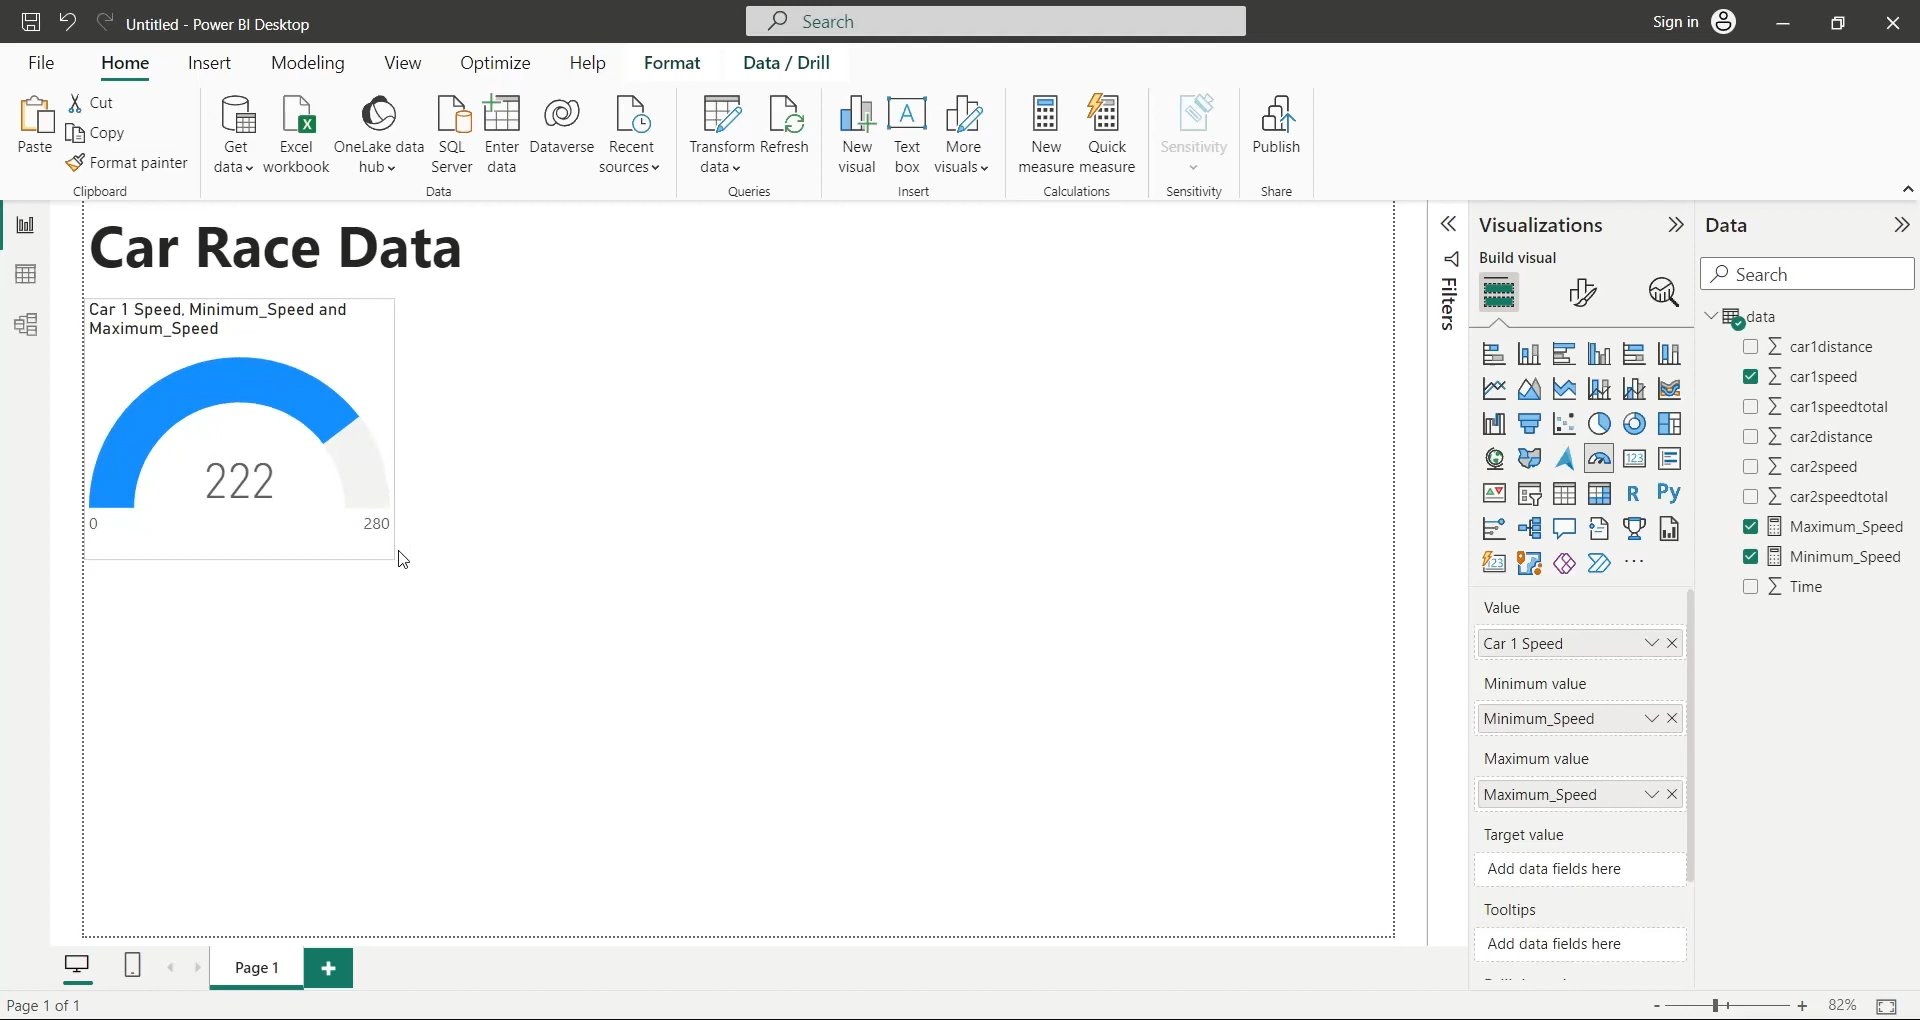 Untitled - Power BI Desktop
Search
Sign in
File Home Insert Modeling View Optimize Help Format Data / Drill
Paste
Cut
Copy
Format painter
Clipboard
Get data
Excel workbook
OneLake data hub
SQL Server
Enter data
Dataverse
Recent sources
Data
Transform data
Refresh
Queries
New visual
Text box
A
More visuals
Insert
New measure
Quick measure
Calculations
Sensitivity
Sensitivity
Publish
Share
Car Race Data
Car 1 Speed, Minimum_Speed and
Maximum_Speed
222
0
280
Filters
Visualizations
Build visual
123
R
Py
123
Value
Car 1 Speed
Minimum value
Minimum_Speed
Maximum value
Maximum_Speed
Target value
Add data fields here
Tooltips
Add data fields here
Data
Search
data
car1distance
car1speed
car1speedtotal
car2distance
car2speed
car2speedtotal
Maximum_Speed
Minimum_Speed
Time
Page 1
Page 1 of 1
- + 82%